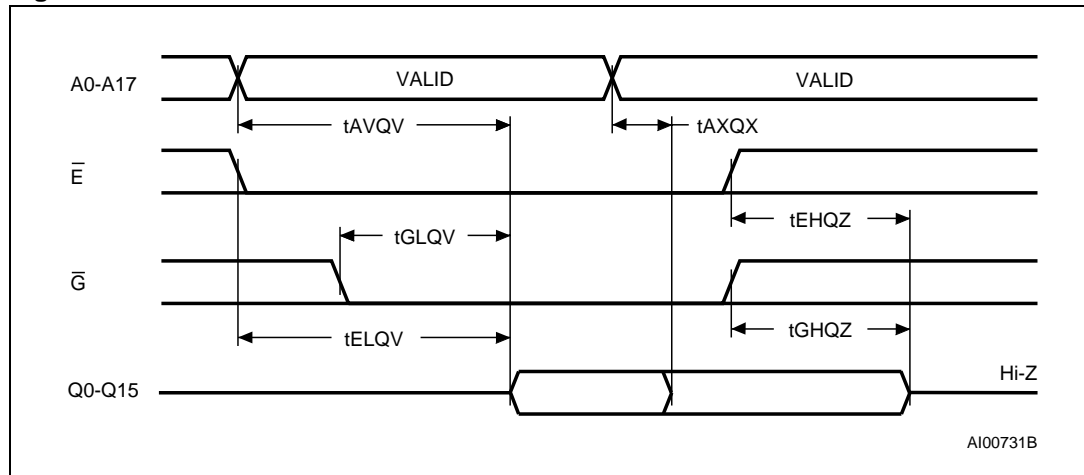 A0-A17
VALID
VALID
tAVQV
tAXQX
E̅
tEHQZ
tGLQV
G̅
tELQV
tGHQZ
Q0-Q15
Hi-Z
AI00731B